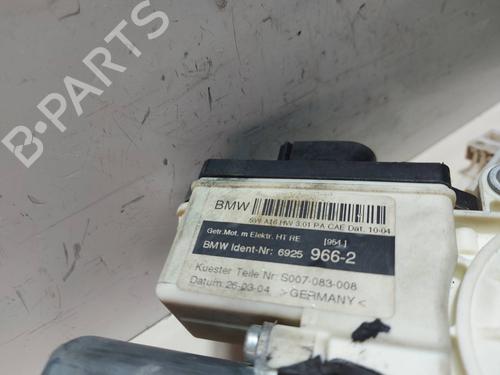 B-PARTS
BMW
SW A16 HW 3.01 PA CAE Dat. 10-04
Getr.Mot. m Elektr. HT RE [964.]
BMW Ident-Nr: 6925 966-2
Kuester Teile Nr: S007-083-008
Datum: 26-03-04 >GERMANY<